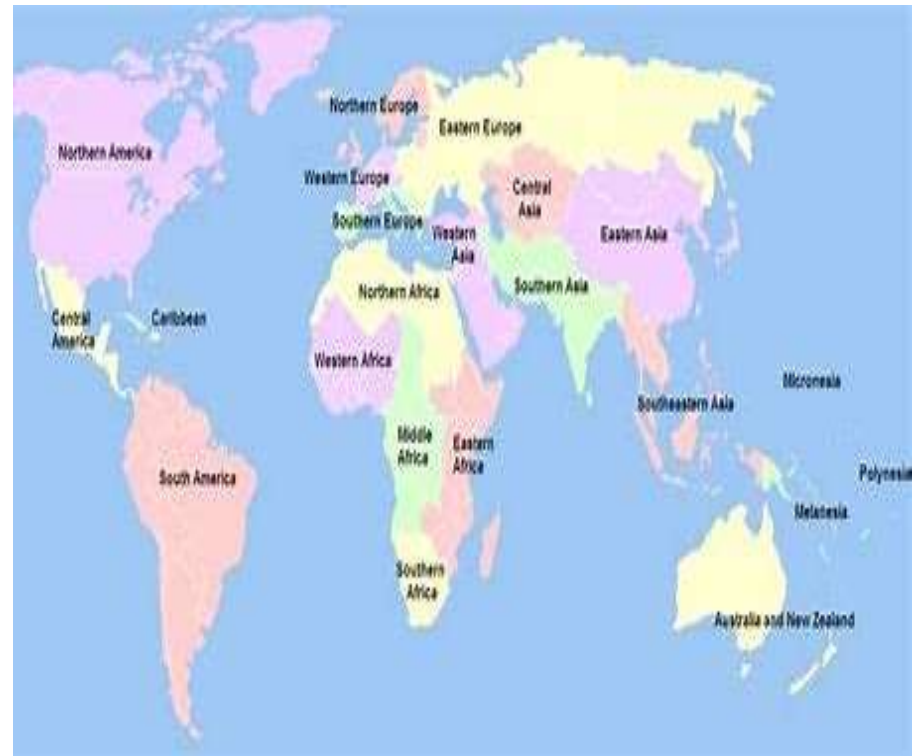 Northern Europe
Eastern Europe
Northern America
Western Europe
Central
Asia
Southern Europe
Western
Asia
Eastern Asia
Southern Asia
Northern Africa
Central
America
Caribbean
Western Africa
Micronesia
Southeastern Asia
Middle
Africa
Eastern
Africa
South America
Polynesia
Melanesia
Southern
Africa
Australia and New Zealand